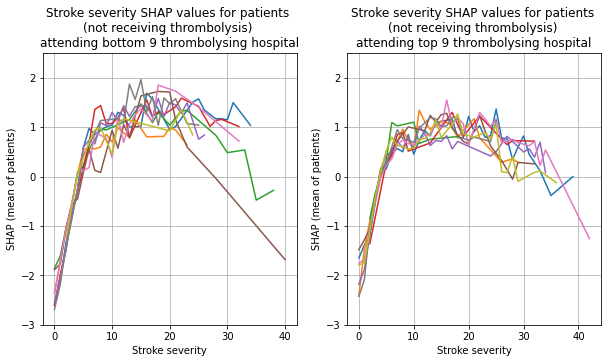 Stroke severity SHAP values for patients
(not receiving thrombolysis)
attending bottom 9 thrombolysing hospital
SHAP (mean of patients)
2
1
0
−1
−2
−3
0
10
20
30
40
Stroke severity
Stroke severity SHAP values for patients
(not receiving thrombolysis)
attending top 9 thrombolysing hospital
SHAP (mean of patients)
2
1
0
−1
−2
−3
0
10
20
30
40
Stroke severity